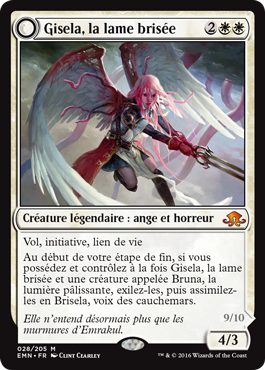 Gisela, la lame brisée 2
Créature légendaire : ange et horreur
Vol, initiative, lien de vie
Au début de votre étape de fin, si vous
possédez et contrôlez à la fois Gisela, la lame
brisée et une créature appelée Bruna, la
lumière pâlissante, exilez-les, puis assimilez-
les en Brisela, voix des cauchemars.
Elle n'entend désormais plus que les
murmures d'Emrakul.
9/10
4/3
028/205 M
EMN • FR CLINT CEARLEY
™ & © 2016 Wizards of the Coast